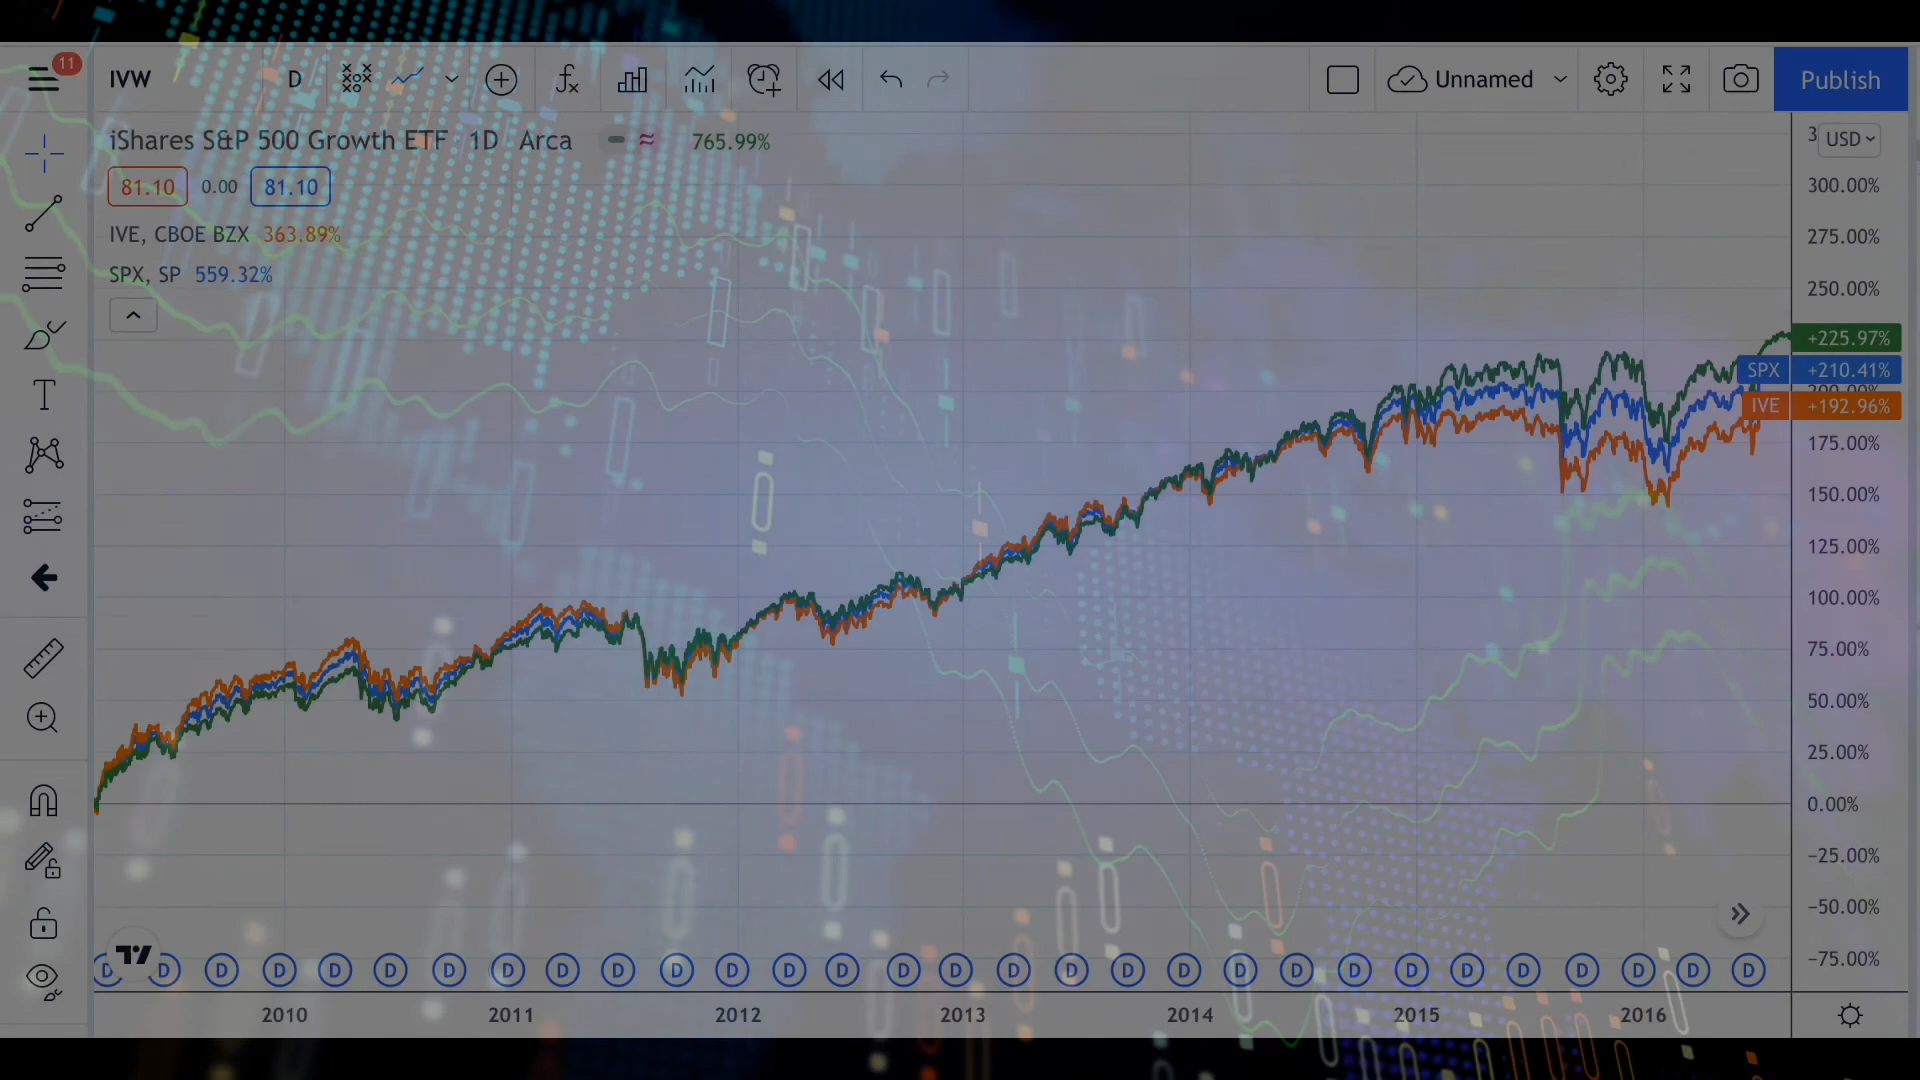 11
IVW D Unnamed Publish
iShares S&P 500 Growth ETF 1D Arca 765.99%
81.10 0.00 81.10
IVE, CBOE BZX 363.89%
SPX, SP 559.32%
USD
300.00%
275.00%
250.00%
+225.97%
SPX +210.41%
IVE +192.96%
175.00%
150.00%
125.00%
100.00%
75.00%
50.00%
25.00%
0.00%
−25.00%
−50.00%
−75.00%
D D D D D D D D D D D D D D D D D D D D D D D D D D D D D D
2010 2011 2012 2013 2014 2015 2016